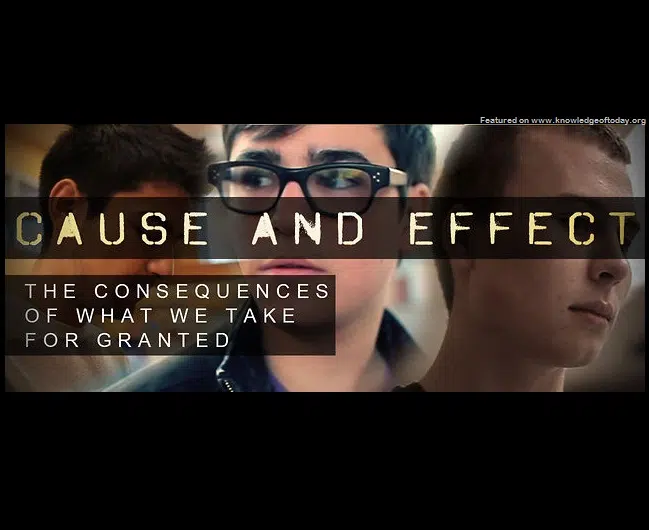 Featured on www.knowledgeoftoday.org
CAUSE AND EFFECT
THE CONSEQUENCES
OF WHAT WE TAKE
FOR GRANTED